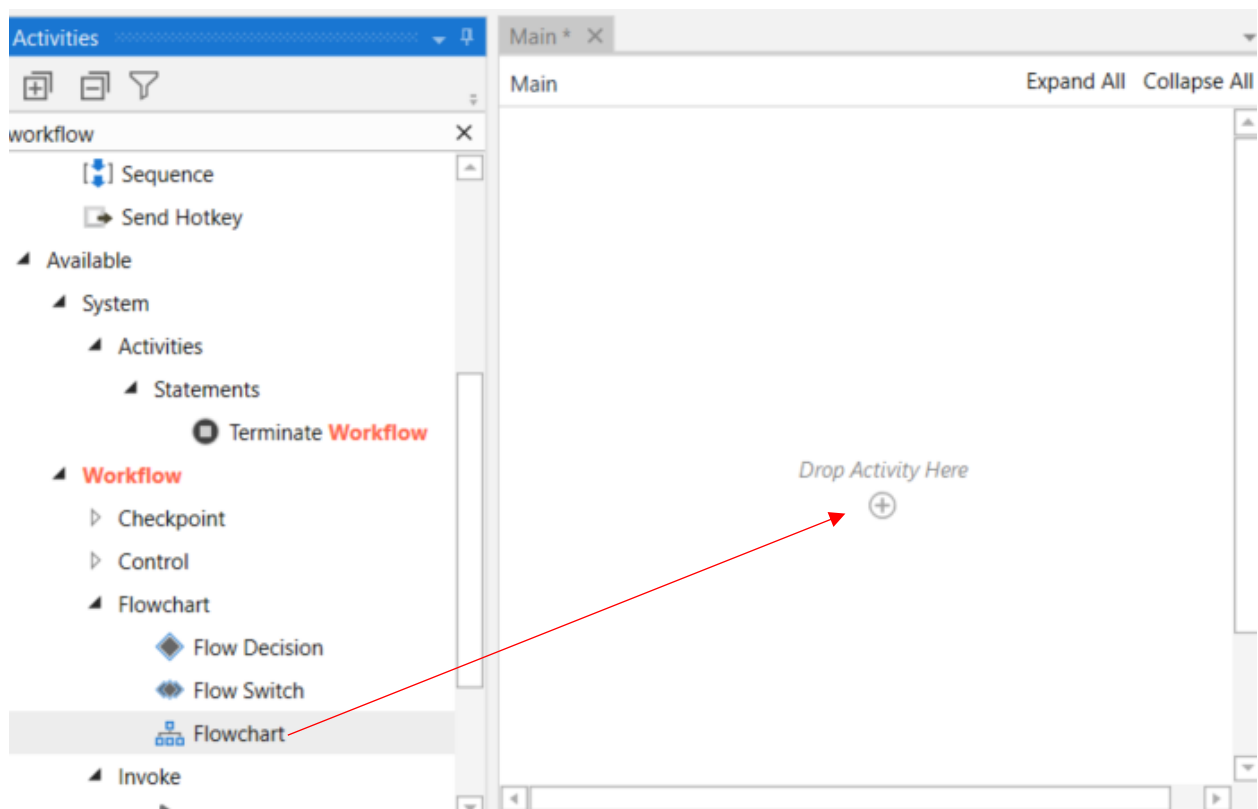 Activities
workflow
Sequence
Send Hotkey
Available
System
Activities
Statements
Terminate Workflow
Workflow
Checkpoint
Control
Flowchart
Flow Decision
Flow Switch
Flowchart
Invoke
Main *
Main
Expand All Collapse All
Drop Activity Here